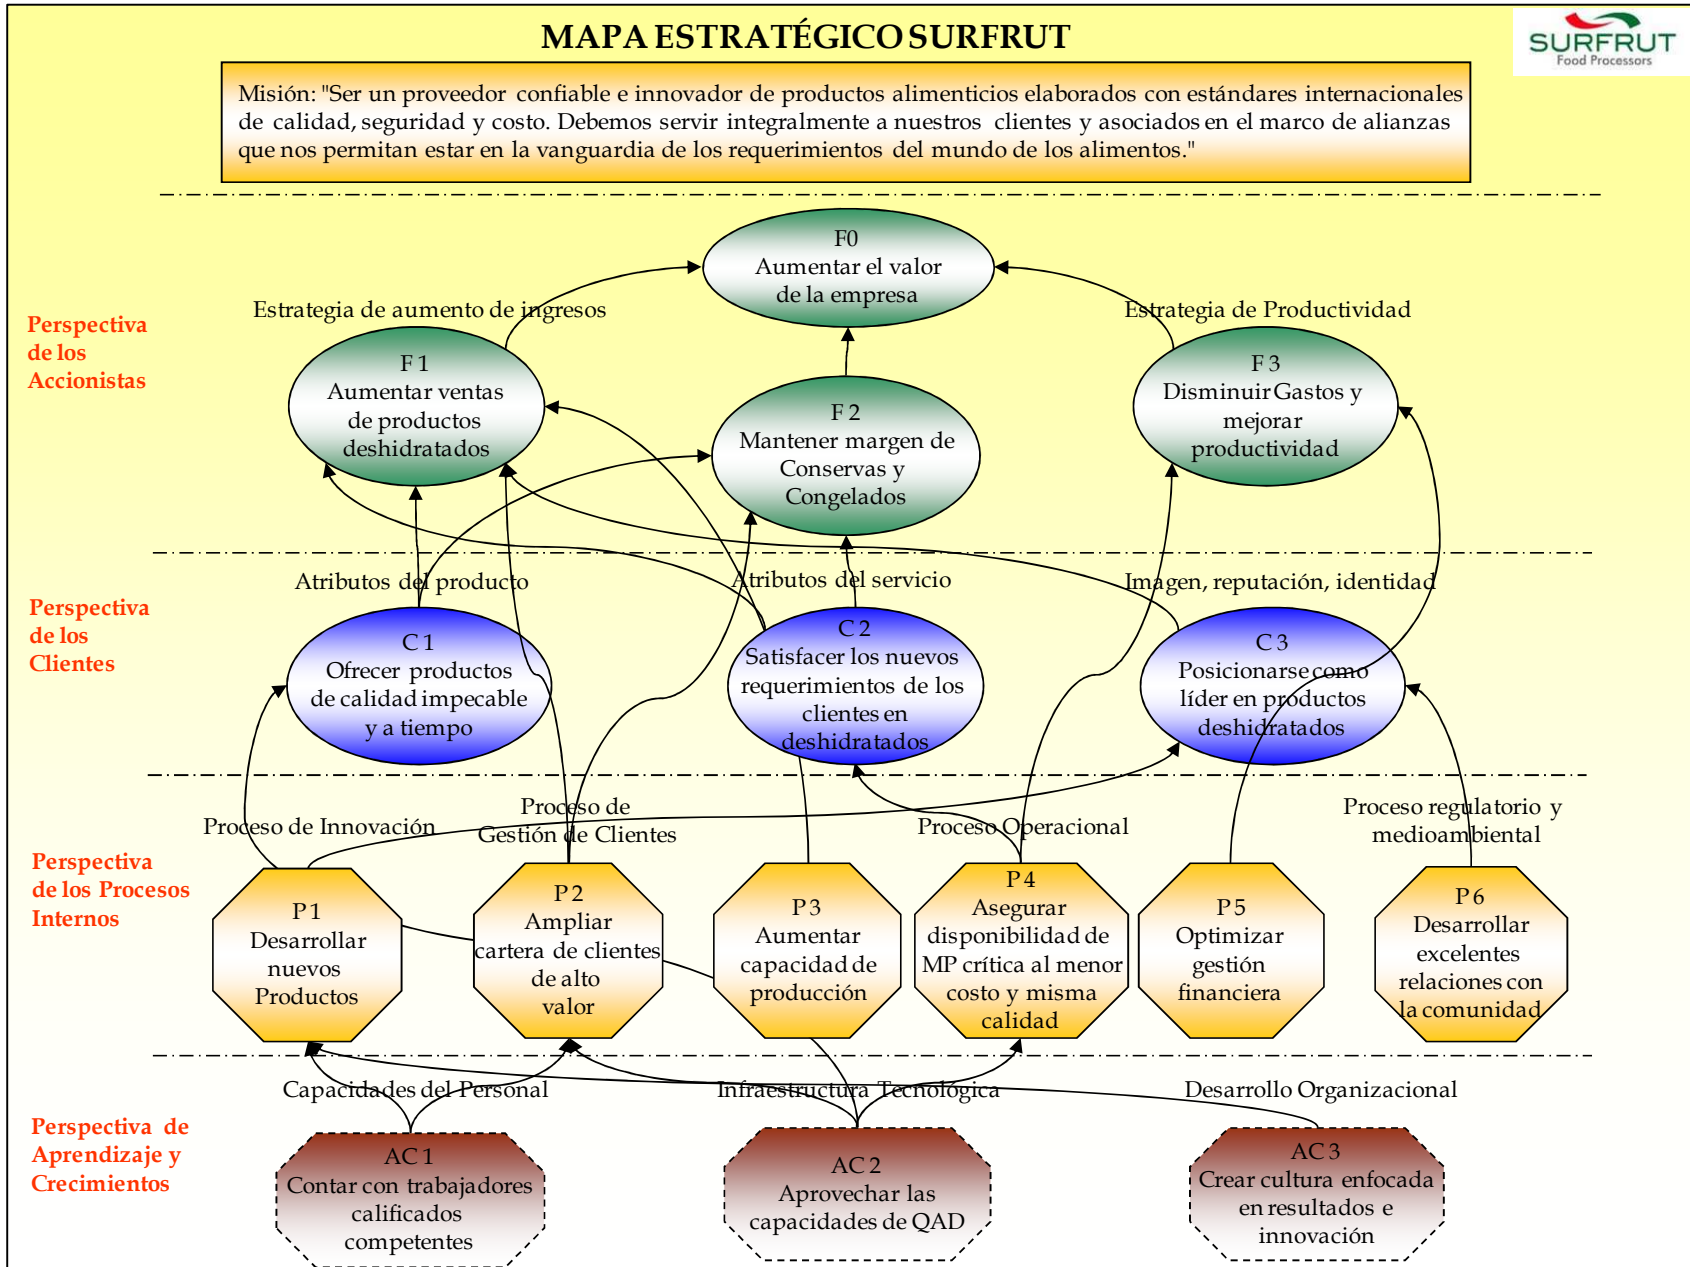 MAPA ESTRATÉGICO SURFRUT
SURFRUT
Food Processors
Misión: "Ser un proveedor confiable e innovador de productos alimenticios elaborados con estándares internacionales
de calidad, seguridad y costo. Debemos servir integralmente a nuestros clientes y asociados en el marco de alianzas
que nos permitan estar en la vanguardia de los requerimientos del mundo de los alimentos."
Perspectiva
de los
Accionistas
F0
Aumentar el valor
de la empresa
Estrategia de aumento de ingresos
Estrategia de Productividad
F 1
Aumentar ventas
de productos
deshidratados
F 2
Mantener margen de
Conservas y
Congelados
F 3
Disminuir Gastos y
mejorar
productividad
Perspectiva
de los
Clientes
Atributos del producto
Atributos del servicio
Imagen, reputación, identidad
C 1
Ofrecer productos
de calidad impecable
y a tiempo
C 2
Satisfacer los nuevos
requerimientos de los
clientes en
deshidratados
C 3
Posicionarse como
líder en productos
deshidratados
Perspectiva
de los Procesos
Internos
Proceso de Innovación
Proceso de
Gestión de Clientes
Proceso Operacional
Proceso regulatorio y
medioambiental
P 1
Desarrollar
nuevos
Productos
P 2
Ampliar
cartera de clientes
de alto
valor
P 3
Aumentar
capacidad de
producción
P 4
Asegurar
disponibilidad de
MP crítica al menor
costo y misma
calidad
P 5
Optimizar
gestión
financiera
P 6
Desarrollar
excelentes
relaciones con
la comunidad
Perspectiva de
Aprendizaje y
Crecimientos
Capacidades del Personal
Infraestructura Tecnológica
Desarrollo Organizacional
AC 1
Contar con trabajadores
calificados
competentes
AC 2
Aprovechar las
capacidades de QAD
AC 3
Crear cultura enfocada
en resultados e
innovación